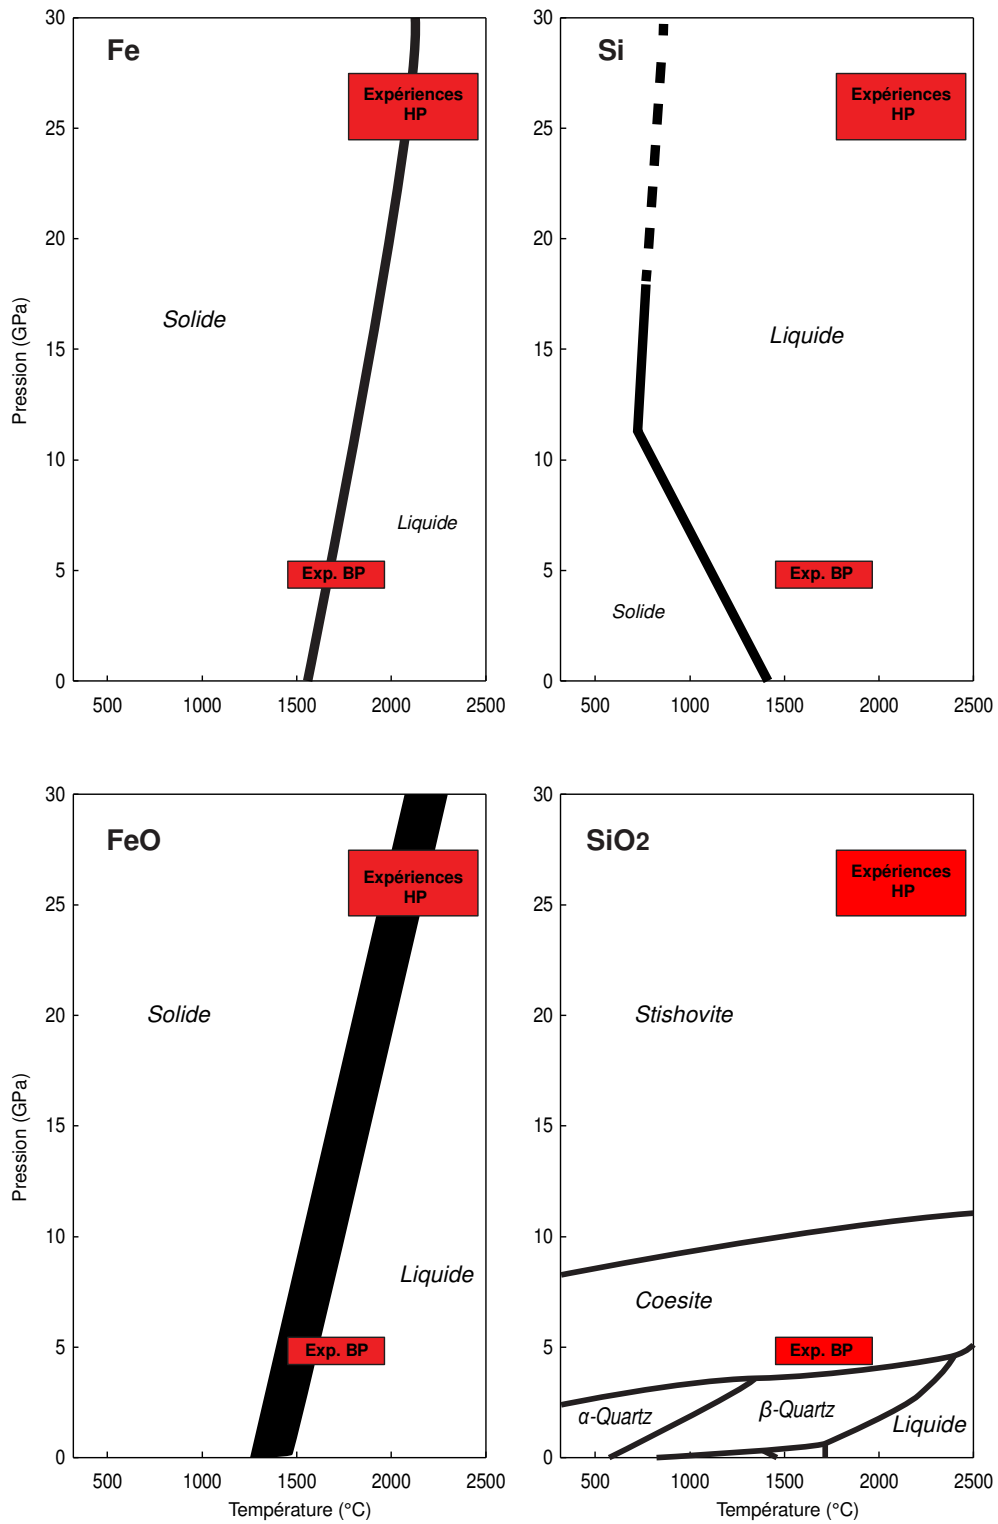 Fe
30
25
20
15
10
5
0
Pression (GPa)
Expériences
HP
Solide
Liquide
Exp. BP
500 1000 1500 2000 2500
Si
30
25
20
15
10
5
0
Expériences
HP
Liquide
Exp. BP
Solide
500 1000 1500 2000 2500
FeO
30
25
20
15
10
5
0
Pression (GPa)
Expériences
HP
Solide
Liquide
Exp. BP
500 1000 1500 2000 2500
Température (°C)
SiO2
30
25
20
15
10
5
0
Expériences
HP
Stishovite
Coesite
Exp. BP
α-Quartz
β-Quartz
Liquide
500 1000 1500 2000 2500
Température (°C)